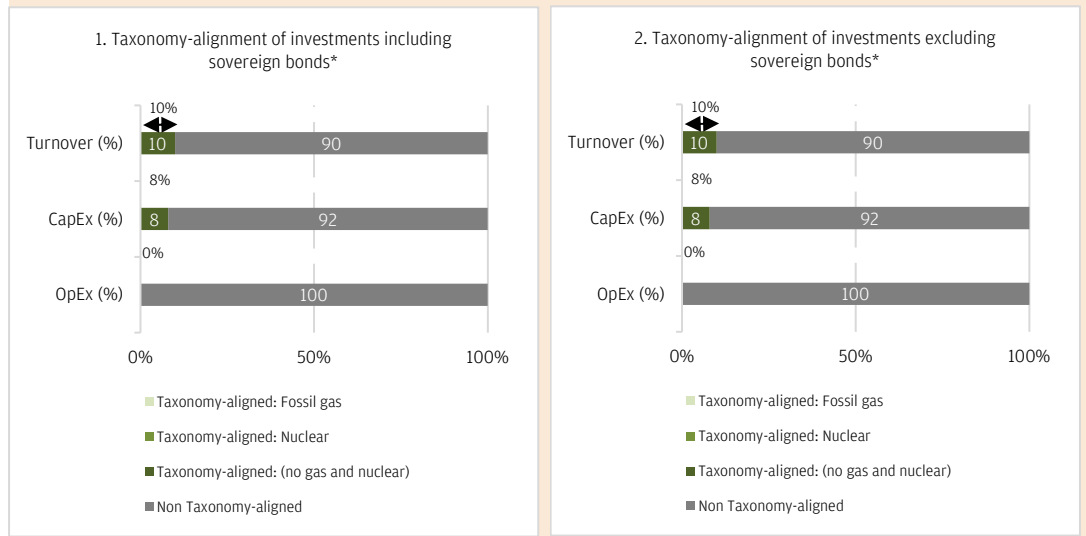 1. Taxonomy-alignment of investments including
sovereign bonds*
10%
Turnover (%)
10
90
8%
CapEx (%)
8
92
0%
OpEx (%)
100
0%
50%
100%
Taxonomy-aligned: Fossil gas
Taxonomy-aligned: Nuclear
Taxonomy-aligned: (no gas and nuclear)
Non Taxonomy-aligned
2. Taxonomy-alignment of investments excluding
sovereign bonds*
10%
Turnover (%)
10
90
8%
CapEx (%)
8
92
0%
OpEx (%)
100
0%
50%
100%
Taxonomy-aligned: Fossil gas
Taxonomy-aligned: Nuclear
Taxonomy-aligned: (no gas and nuclear)
Non Taxonomy-aligned